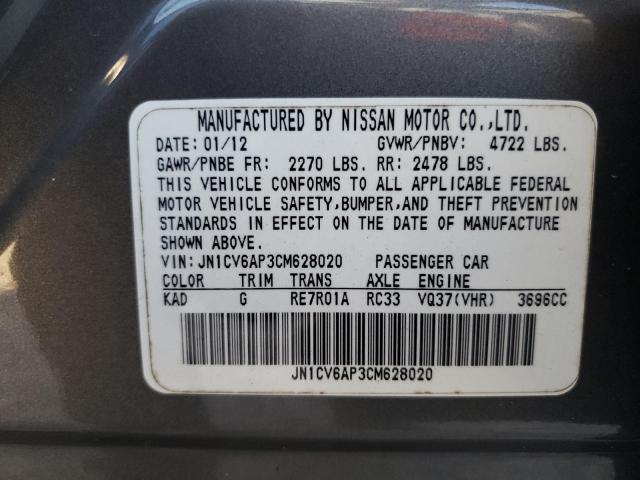 MANUFACTURED BY NISSAN MOTOR CO.,LTD.
DATE: 01/12 GVWR/PNBV: 4722 LBS.
GAWR/PNBE FR: 2270 LBS. RR: 2478 LBS.
THIS VEHICLE CONFORMS TO ALL APPLICABLE FEDERAL
MOTOR VEHICLE SAFETY,BUMPER,AND THEFT PREVENTION
STANDARDS IN EFFECT ON THE DATE OF MANUFACTURE
SHOWN ABOVE.
VIN:JN1CV6AP3CM628020 PASSENGER CAR
COLOR TRIM TRANS AXLE ENGINE
KAD G RE7R01A RC33 VQ37(VHR) 3696CC
JN1CV6AP3CM628020